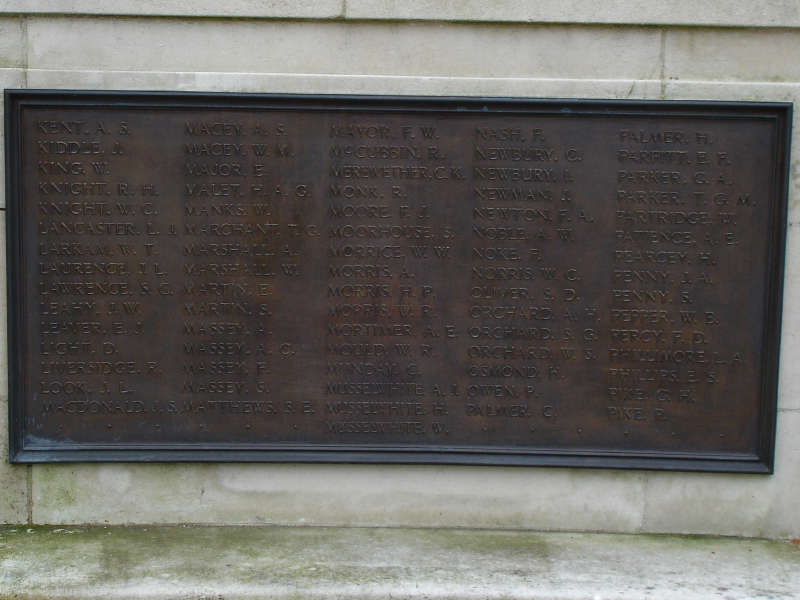 KENT, A. S.
KIDDLE, J.
KING, W.
KNIGHT, R. H.
KNIGHT, W. C.
LANCASTER, L. J.
LARKAM, W. T.
LAURENCE, J. L.
LAWRENCE, S. G.
LEAHY, J. W.
LEAVER, E. J.
LIGHT, D.
LIVERSIDGE, R.
LOOK, J. L.
MACDONALD, J. S.
MACEY, A. S.
MACEY, W. M.
MAJOR, E.
MALET, H. A. G.
MANKS, W.
MARCHANT, T. G.
MARSHALL, A.
MARSHALL, W.
MARTIN, E.
MARTIN, S.
MASSEY, A.
MASSEY, A. C.
MASSEY, F.
MASSEY, S.
MATTHEWS, S. E.
MAYOR, F. W.
McCUBBIN, R.
MEREWETHER, C. K.
MONK, R.
MOORE, F. J.
MOORHOUSE, S.
MORRICE, W. W.
MORRIS, A.
MORRIS, H. P.
MORRIS, W. F.
MORTIMER, A. E.
MOULD, W. R.
MUNDAY, G.
MUSSELWHITE, A. J.
MUSSELWHITE, H.
MUSSELWHITE, W.
NASH, F.
NEWBURY, C.
NEWBURY, I.
NEWMAN, J.
NEWTON, F. A.
NOBLE, A. W.
NOKE, F.
NORRIS, W. G.
OLIVER, S. D.
ORCHARD, A. H.
ORCHARD, S. G.
ORCHARD, W. S.
OSMOND, H.
OWEN, P.
PALMER, C.
PALMER, H.
PARFITT, E. F.
PARKER, G. A.
PARKER, T. G. M.
PARTRIDGE, W.
PATIENCE, A. E.
PEARCEY, H.
PENNY, J. A.
PENNY, S.
PEPPER, W. E.
PERCY, F. D.
PHILLIMORE, L. A.
PHILLIPS, E. S.
PIKE, G. H.
PIKE, P.